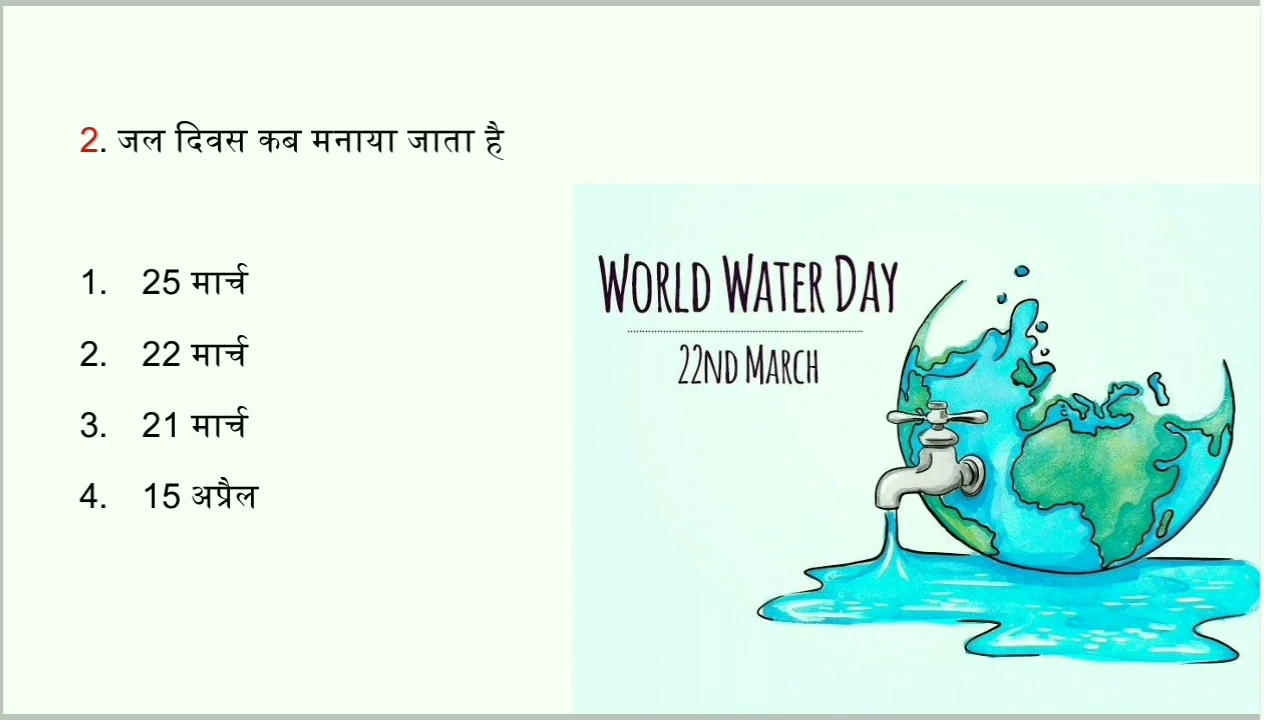 2. जल दिवस कब मनाया जाता है
1. 25 मार्च
2. 22 मार्च
3. 21 मार्च
4. 15 अप्रैल
WORLD WATER DAY
22ND MARCH